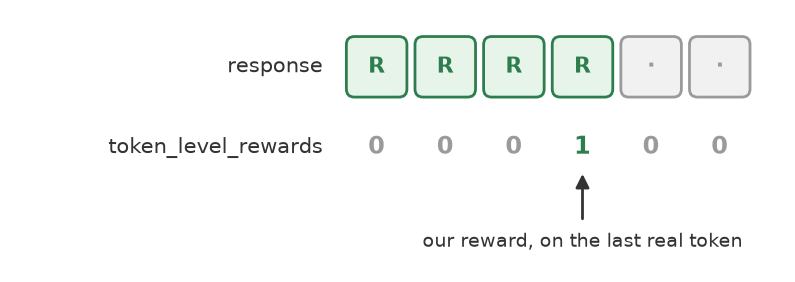 response R R R R · ·
token_level_rewards 0 0 0 1 0 0
our reward, on the last real token